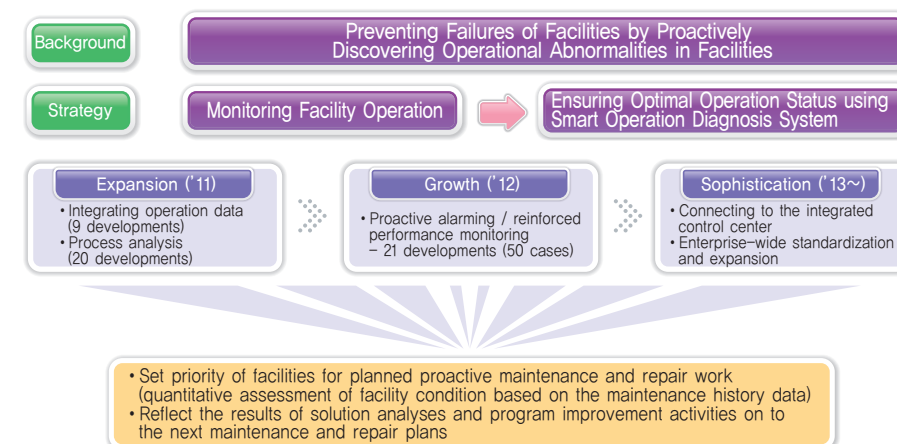 Background
Preventing Failures of Facilities by Proactively
Discovering Operational Abnormalities in Facilities
Strategy
Monitoring Facility Operation
Ensuring Optimal Operation Status using
Smart Operation Diagnosis System
Expansion ('11)
• Integrating operation data
(9 developments)
• Process analysis
(20 developments)
Growth ('12)
• Proactive alarming / reinforced
performance monitoring
– 21 developments (50 cases)
Sophistication ('13~)
• Connecting to the integrated
control center
• Enterprise-wide standardization
and expansion
• Set priority of facilities for planned proactive maintenance and repair work
(quantitative assessment of facility condition based on the maintenance history data)
• Reflect the results of solution analyses and program improvement activities on to
the next maintenance and repair plans